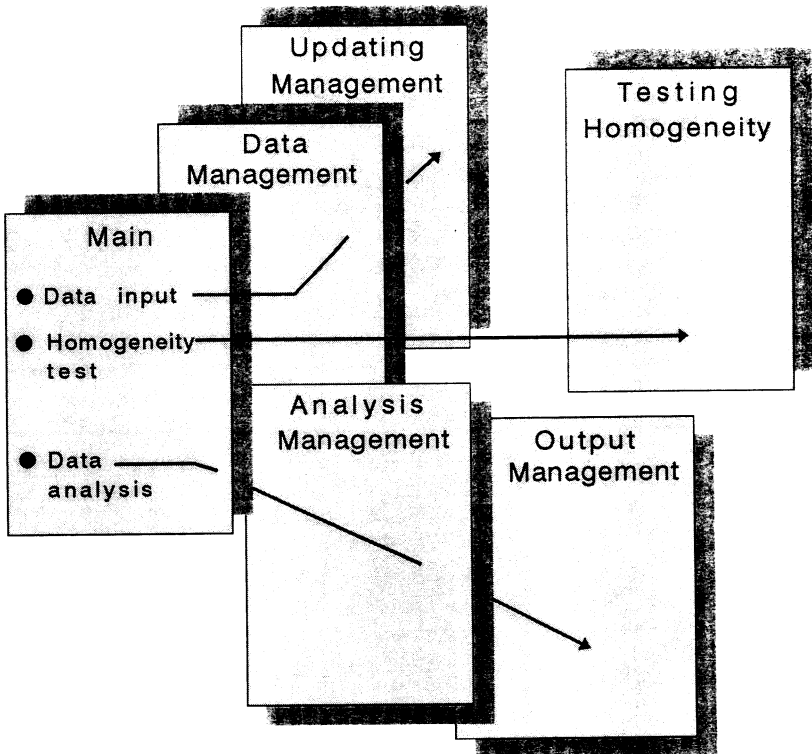 Updating
Management
Testing
Homogeneity
Data
Management
Main
● Data input
● Homogeneity
test
● Data
analysis
Analysis
Management
Output
Management